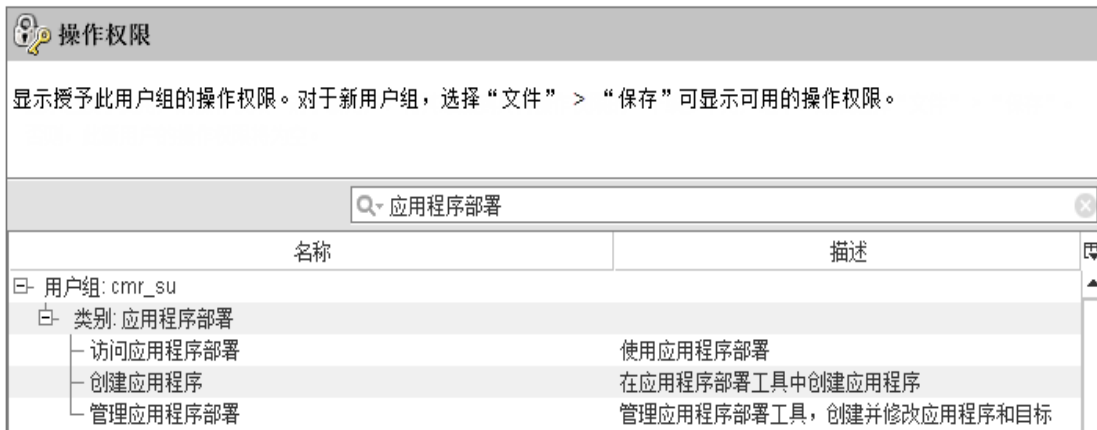 操作权限
显示授予此用户组的操作权限。对于新用户组，选择“文件” > “保存”可显示可用的操作权限。
应用程序部署
名称 描述
用户组: cmr_su
类别: 应用程序部署
访问应用程序部署 使用应用程序部署
创建应用程序 在应用程序部署工具中创建应用程序
管理应用程序部署 管理应用程序部署工具，创建并修改应用程序和目标